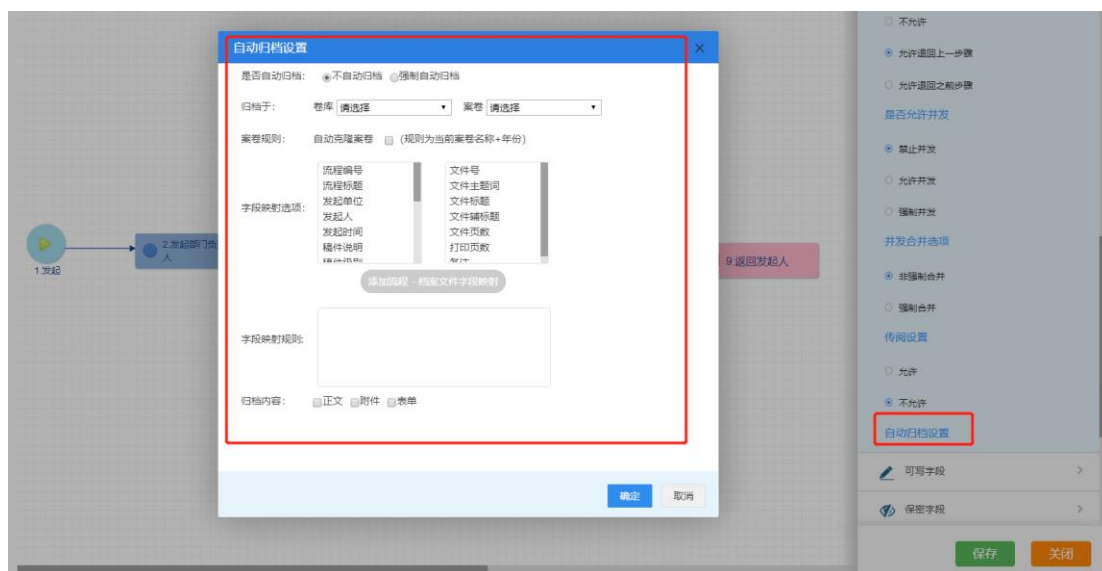 自动归档设置
是否自动归档: 不自动归档 强制自动归档
归档于: 卷库 请选择 案卷 请选择
案卷规则: 自动克隆案卷 (规则为当前案卷名称+年份)
字段映射选项:
流程编号
流程标题
发起单位
发起人
发起时间
稿件说明
稿件级别
文件号
文件主题词
文件标题
文件辅标题
文件页数
打印页数
备注
添加流程 - 档案文件字段映射
字段映射规则:
归档内容: 正文 附件 表单
确定 取消
1.发起
2.发起部门负
人
9.返回发起人
不允许
允许退回上一步骤
允许退回之前步骤
是否允许并发
禁止并发
允许并发
强制并发
并发合并选项
非强制合并
强制合并
传阅设置
允许
不允许
自动归档设置
可写字段
保密字段
保存 关闭